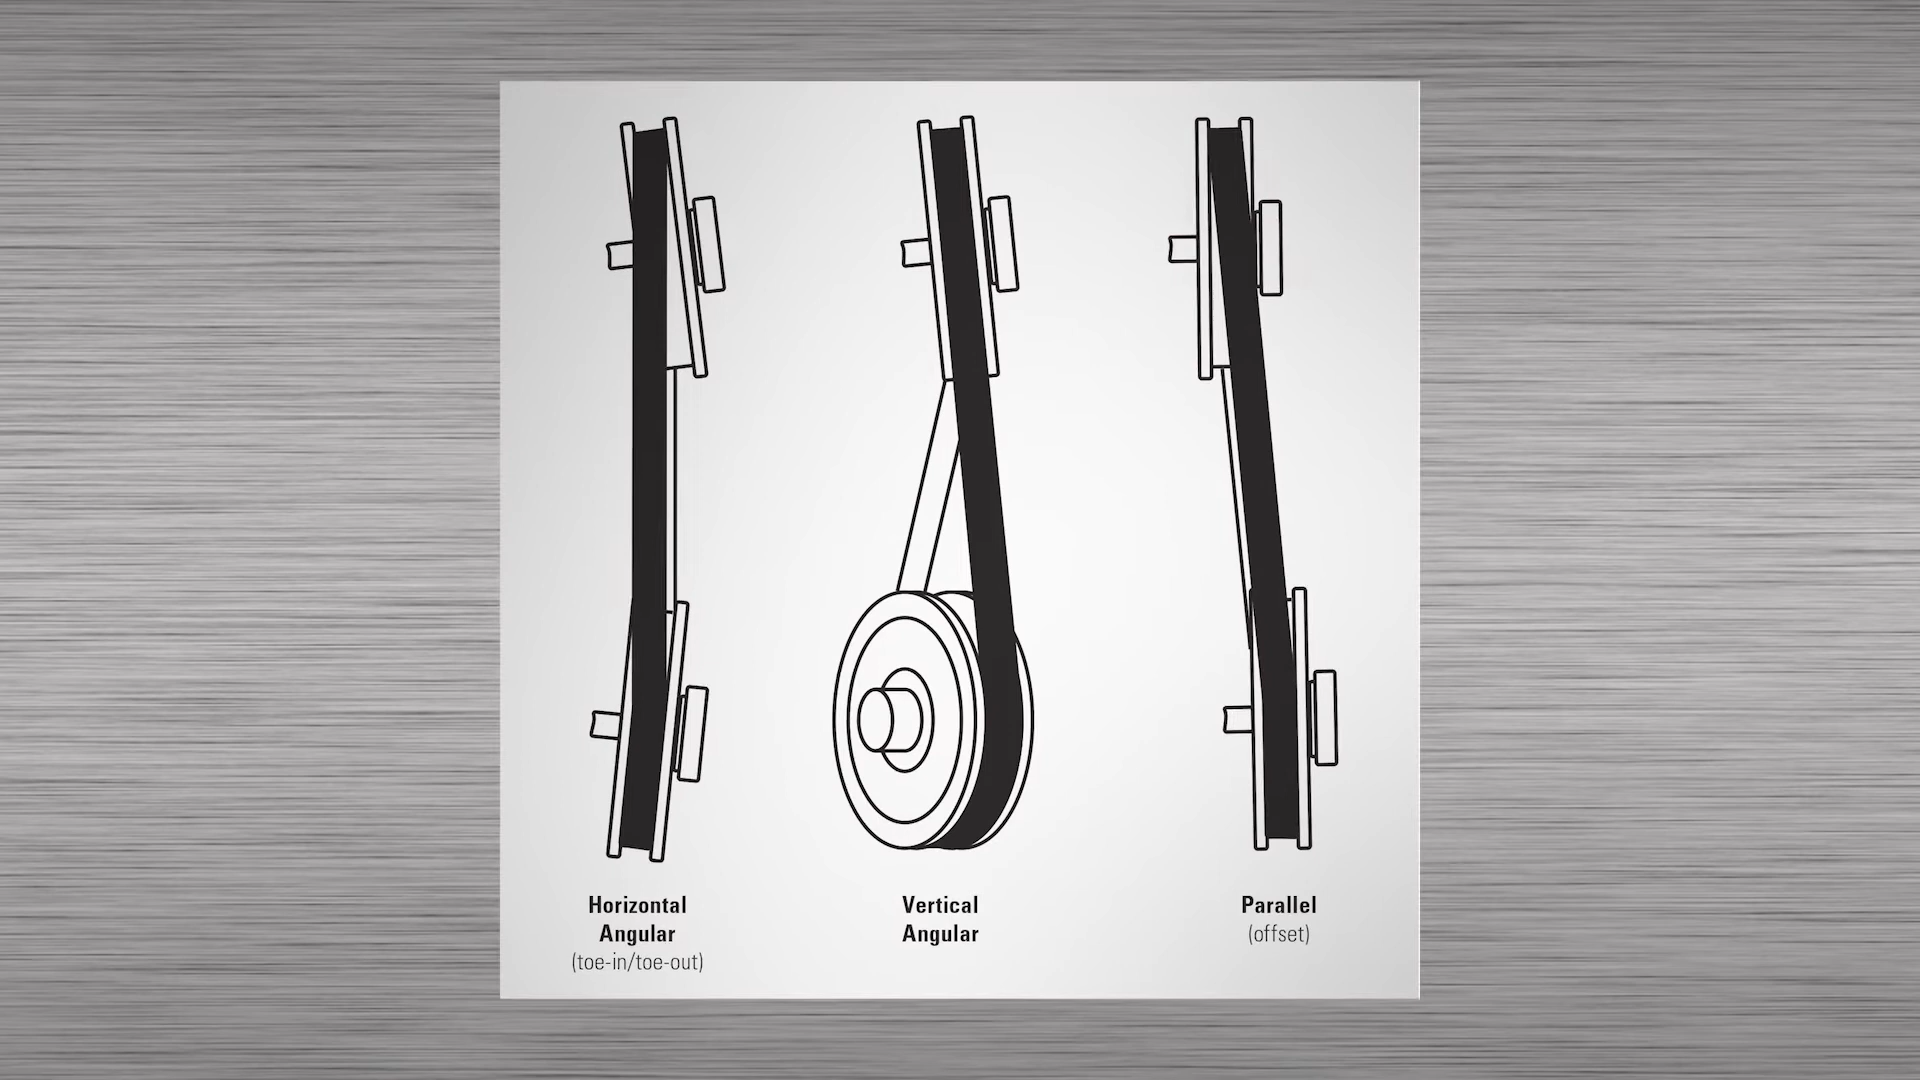 Horizontal
Angular
(toe-in/toe-out)
Vertical
Angular
Parallel
(offset)